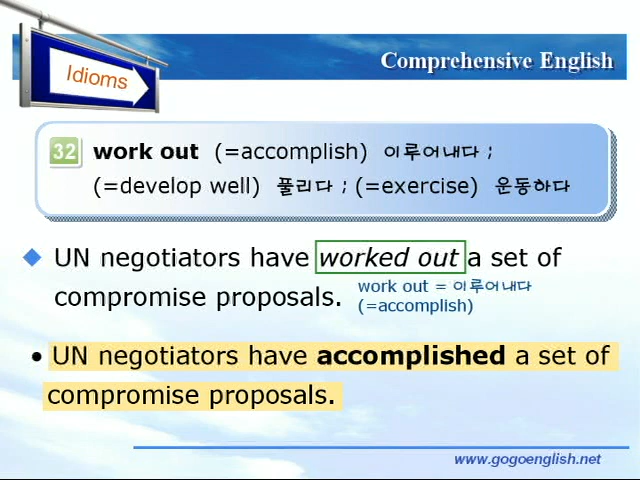 Idioms
Comprehensive English
32 work out (=accomplish) 이루어내다 ;
(=develop well) 풀리다 ; (=exercise) 운동하다
◆ UN negotiators have worked out a set of
compromise proposals.
work out = 이루어내다
(=accomplish)
• UN negotiators have accomplished a set of
compromise proposals.
www.gogoenglish.net